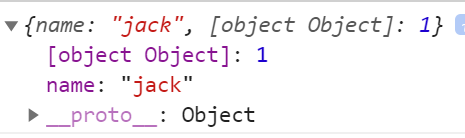 {name: "jack", [object Object]: 1}
[object Object]: 1
name: "jack"
__proto__: Object